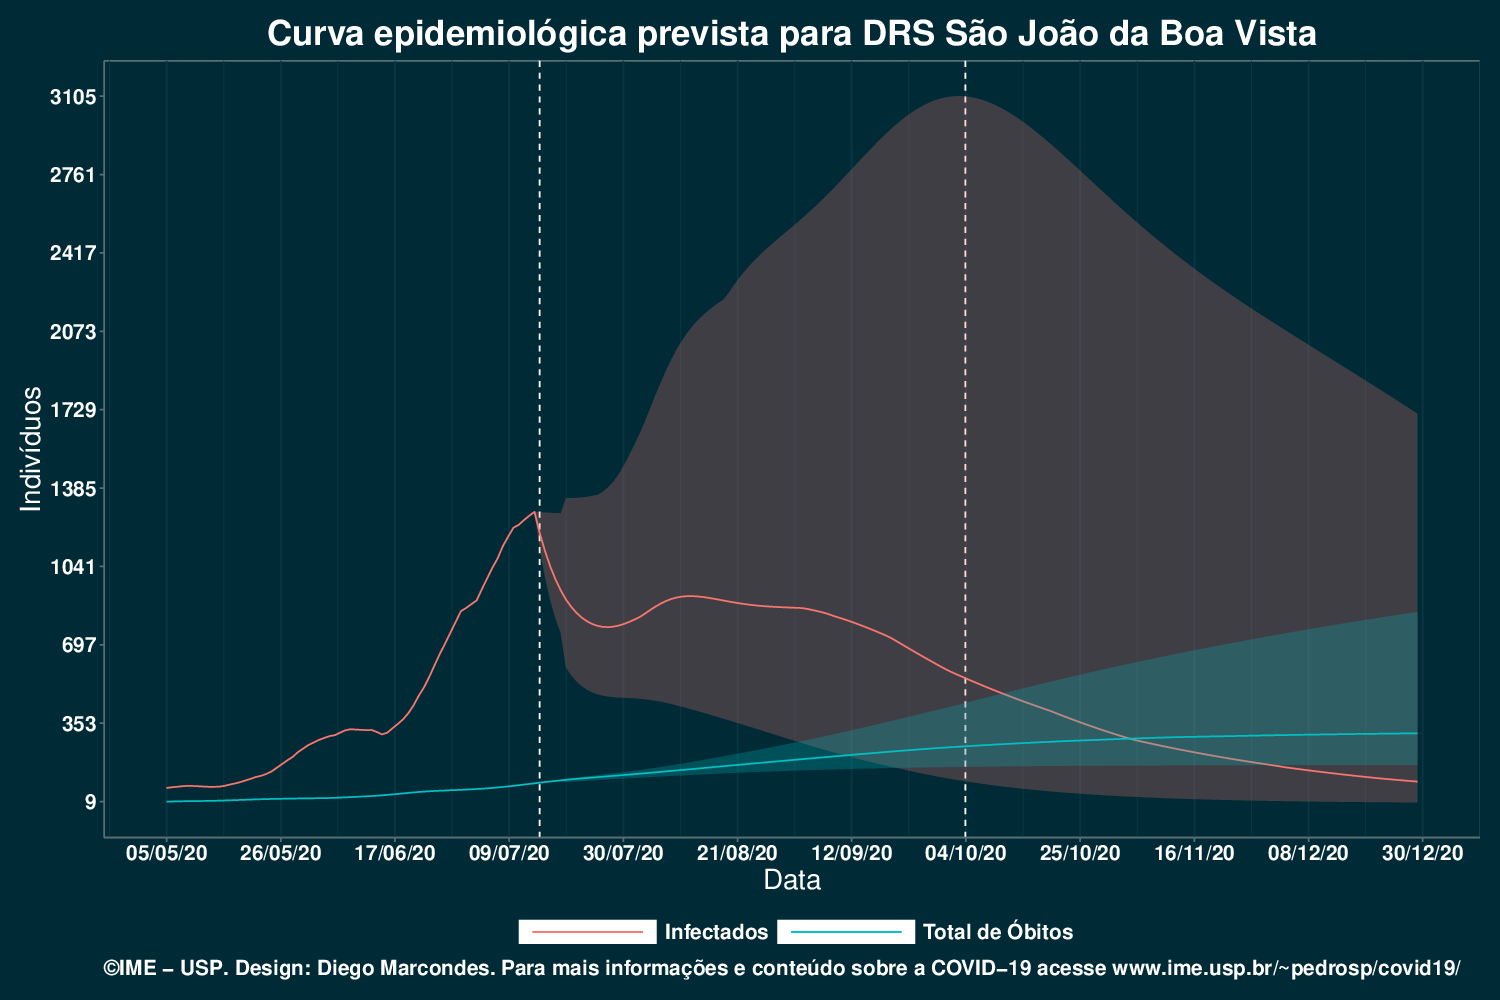 Curva epidemiológica prevista para DRS São João da Boa Vista
3105
2761
2417
2073
1729
1385
1041
697
353
9
Indivíduos
05/05/20 26/05/20 17/06/20 09/07/20 30/07/20 21/08/20 12/09/20 04/10/20 25/10/20 16/11/20 08/12/20 30/12/20
Data
Infectados Total de Óbitos
©IME – USP. Design: Diego Marcondes. Para mais informações e conteúdo sobre a COVID–19 acesse www.ime.usp.br/~pedrosp/covid19/